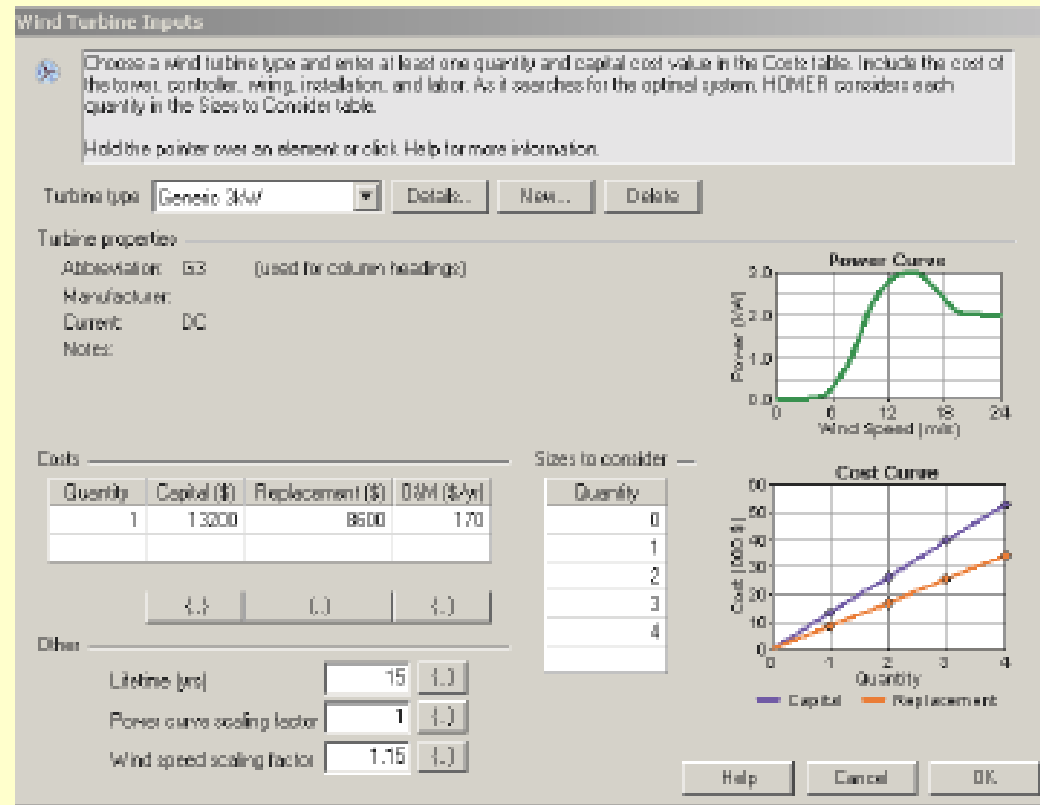 Wind Turbine Inputs
Choose a wind turbine type and enter at least one quantity and capital cost value in the Costs table. Include the cost of
the tower, controller, wiring, installation, and labor. As it searches for the optimal system, HOMER considers each
quantity in the Sizes to Consider table.
Hold the pointer over an element or click Help for more information.
Turbine type Generic 3kW Details... New... Delete
Turbine properties
Abbreviation: G3 (used for column headings)
Manufacturer:
Current: DC
Notes:
Power Curve
Power (kW)
3.0
2.0
1.0
0.0
0 6 12 18 24
Wind Speed (m/s)
Costs
Quantity Capital ($) Replacement ($) O&M ($/yr)
1 13200 8600 170
{..} {..} {..}
Sizes to consider
Quantity
0
1
2
3
4
Cost Curve
Cost (000 $)
60
50
40
30
20
10
0
0 1 2 3 4
Quantity
Capital Replacement
Other
Lifetime (yrs) 15 {..}
Power curve scaling factor 1 {..}
Wind speed scaling factor 1.15 {..}
Help Cancel OK